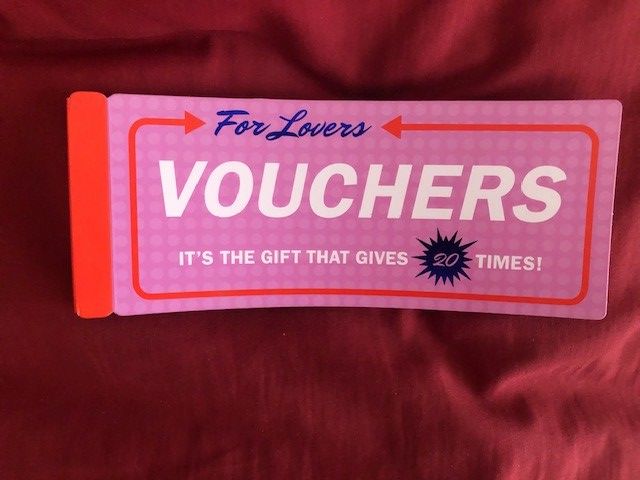 For Lovers
VOUCHERS
IT'S THE GIFT THAT GIVES 20 TIMES!